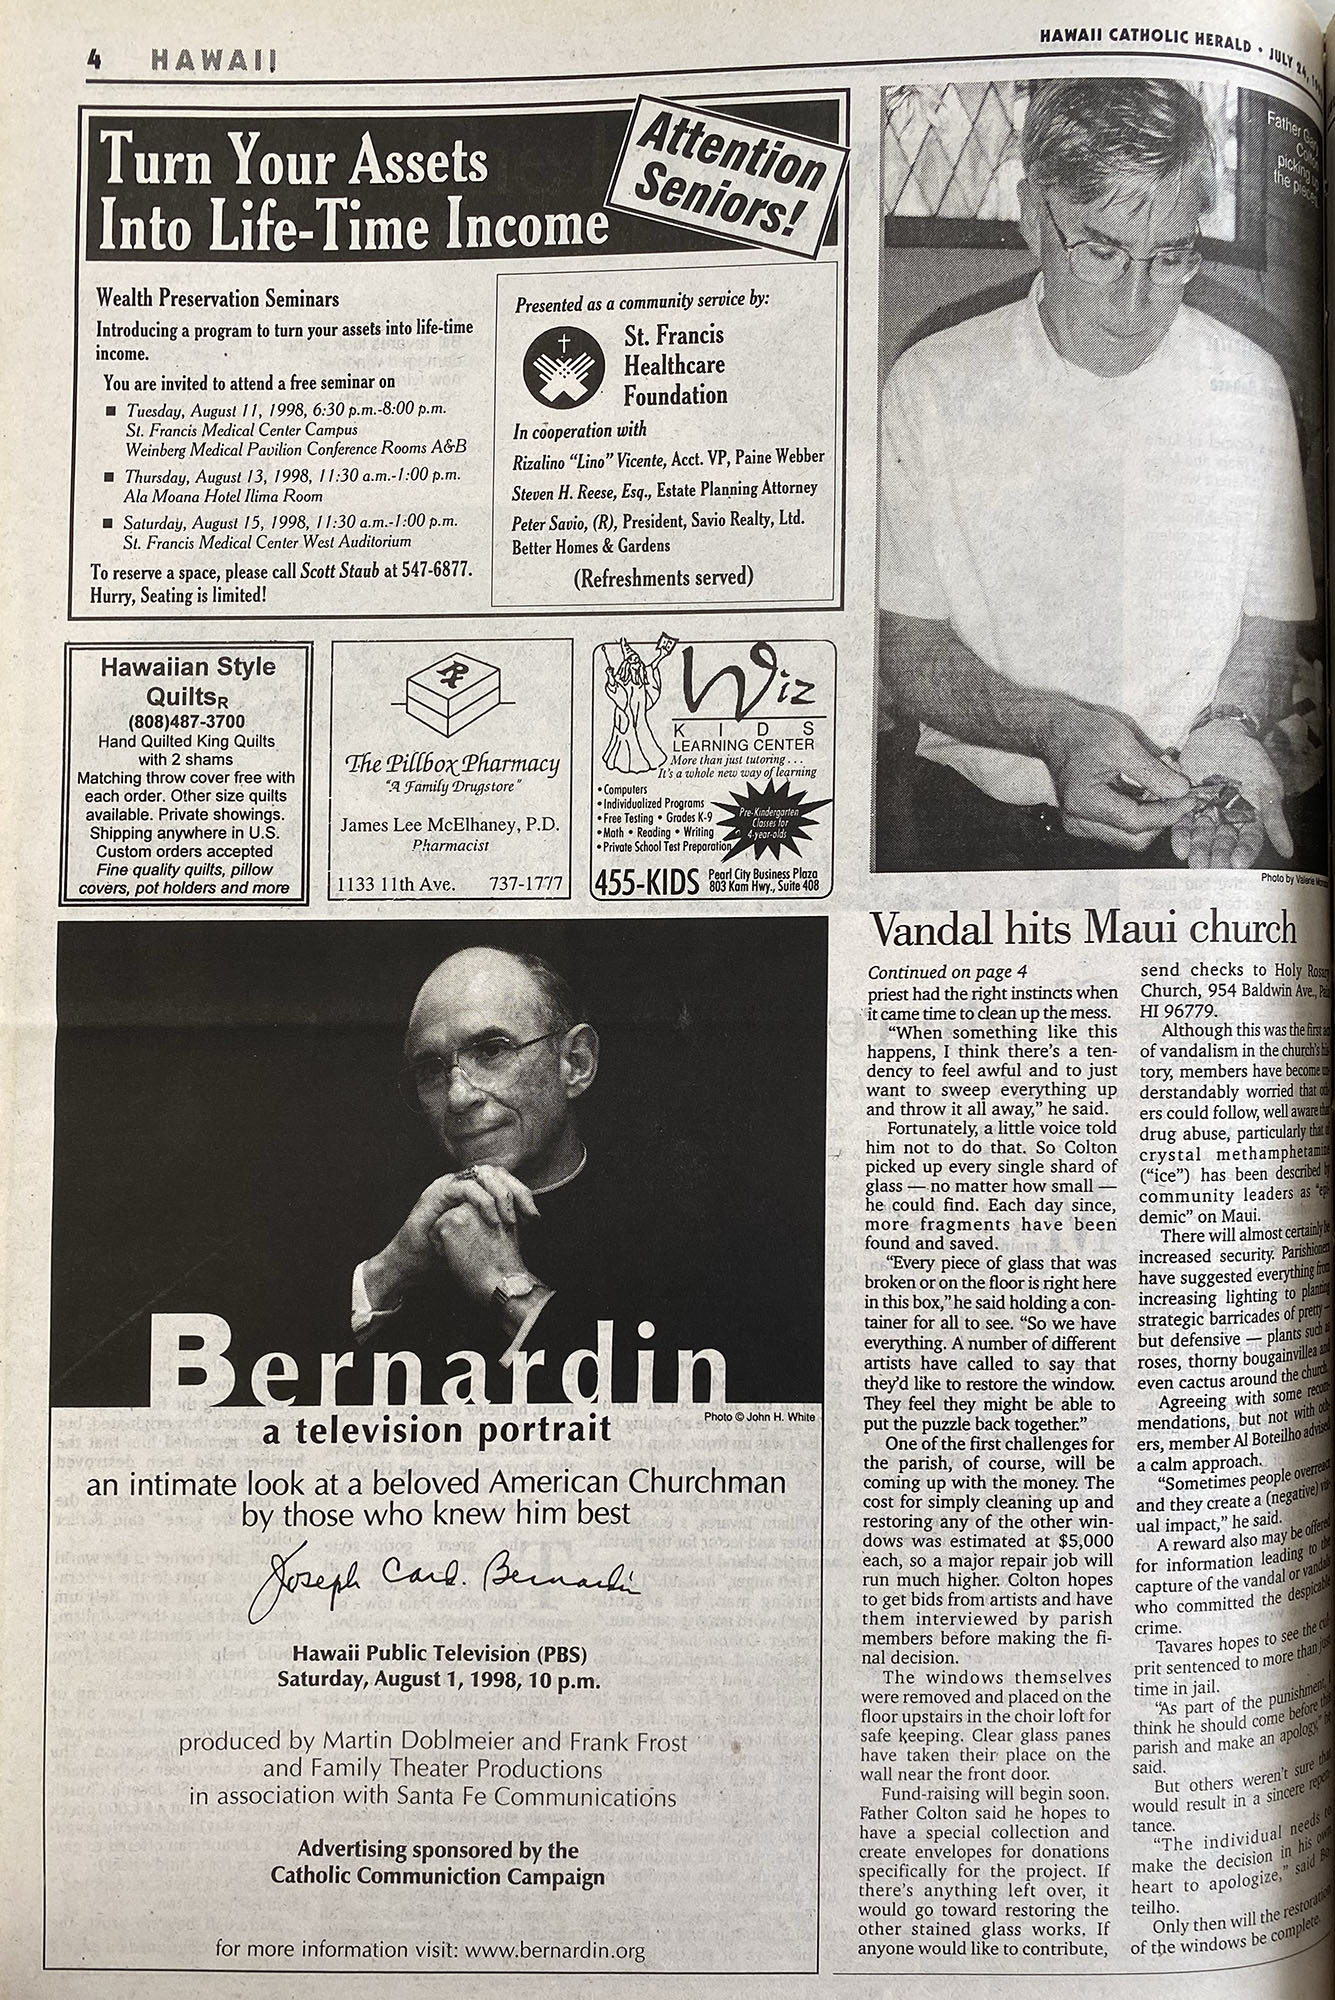 4 HAWAII
HAWAII CATHOLIC HERALD • JULY 24,
Turn Your Assets
Into Life-Time Income
Attention
Seniors!
Wealth Preservation Seminars
Introducing a program to turn your assets into life-time
income.
You are invited to attend a free seminar on
■ Tuesday, August 11, 1998, 6:30 p.m.-8:00 p.m.
St. Francis Medical Center Campus
Weinberg Medical Pavilion Conference Rooms A&B
■ Thursday, August 13, 1998, 11:30 a.m.-1:00 p.m.
Ala Moana Hotel Ilima Room
■ Saturday, August 15, 1998, 11:30 a.m.-1:00 p.m.
St. Francis Medical Center West Auditorium
To reserve a space, please call Scott Staub at 547-6877.
Hurry, Seating is limited!
Presented as a community service by:
St. Francis
Healthcare
Foundation
In cooperation with
Rizalino "Lino" Vicente, Acct. VP, Paine Webber
Steven H. Reese, Esq., Estate Planning Attorney
Peter Savio, (R), President, Savio Realty, Ltd.
Better Homes & Gardens
(Refreshments served)
Hawaiian Style
QuiltsR
(808)487-3700
Hand Quilted King Quilts
with 2 shams
Matching throw cover free with
each order. Other size quilts
available. Private showings.
Shipping anywhere in U.S.
Custom orders accepted
Fine quality quilts, pillow
covers, pot holders and more
Rx
The Pillbox Pharmacy
"A Family Drugstore"
James Lee McElhaney, P.D.
Pharmacist
1133 11th Ave. 737-1777
Wiz
KIDS
LEARNING CENTER
More than just tutoring . . .
It's a whole new way of learning
• Computers
• Individualized Programs
• Free Testing • Grades K-9
• Math • Reading • Writing
• Private School Test Preparation
Pre-Kindergarten
Classes for
4-year-olds
455-KIDS
Pearl City Business Plaza
803 Kam Hwy., Suite 408
Bernardin
Photo © John H. White
a television portrait
an intimate look at a beloved American Churchman
by those who knew him best
Joseph Card. Bernardin
Hawaii Public Television (PBS)
Saturday, August 1, 1998, 10 p.m.
produced by Martin Doblmeier and Frank Frost
and Family Theater Productions
in association with Santa Fe Communications
Advertising sponsored by the
Catholic Communction Campaign
for more information visit: www.bernardin.org
Father
Colton
picking
the pieces
Photo by Valerie
Vandal hits Maui church
Continued on page 4
priest had the right instincts when
it came time to clean up the mess.
"When something like this
happens, I think there's a ten-
dency to feel awful and to just
want to sweep everything up
and throw it all away," he said.
Fortunately, a little voice told
him not to do that. So Colton
picked up every single shard of
glass — no matter how small —
he could find. Each day since,
more fragments have been
found and saved.
"Every piece of glass that was
broken or on the floor is right here
in this box," he said holding a con-
tainer for all to see. "So we have
everything. A number of different
artists have called to say that
they'd like to restore the window.
They feel they might be able to
put the puzzle back together."
One of the first challenges for
the parish, of course, will be
coming up with the money. The
cost for simply cleaning up and
restoring any of the other win-
dows was estimated at $5,000
each, so a major repair job will
run much higher. Colton hopes
to get bids from artists and have
them interviewed by parish
members before making the fi-
nal decision.
The windows themselves
were removed and placed on the
floor upstairs in the choir loft for
safe keeping. Clear glass panes
have taken their place on the
wall near the front door.
Fund-raising will begin soon.
Father Colton said he hopes to
have a special collection and
create envelopes for donations
specifically for the project. If
there's anything left over, it
would go toward restoring the
other stained glass works. If
anyone would like to contribute,
send checks to Holy Rosary
Church, 954 Baldwin Ave.,
HI 96779.
Although this was the first
of vandalism in the church's
tory, members have become
derstandably worried that
ers could follow, well aware
drug abuse, particularly that
crystal methamphetamine
("ice") has been described
community leaders as
demic" on Maui.
There will almost certainly be
increased security. Parishioners
have suggested everything from
increasing lighting to planting
strategic barricades of pretty —
but defensive — plants such as
roses, thorny bougainvillea and
even cactus around the church.
Agreeing with some recom-
mendations, but not with oth-
ers, member Al Boteilho advised
a calm approach.
"Sometimes people overreact
and they create a (negative) vis-
ual impact," he said.
A reward also may be offered
for information leading to the
capture of the vandal or vandals
who committed the despicable
crime.
Tavares hopes to see the cul-
prit sentenced to more than just
time in jail.
"As part of the punishment, I
think he should come before the
parish and make an apology," he
said.
But others weren't sure that
would result in a sincere repen-
tance.
"The individual needs to
make the decision in his own
heart to apologize," said Bo-
teilho.
Only then will the restoration
of the windows be complete.